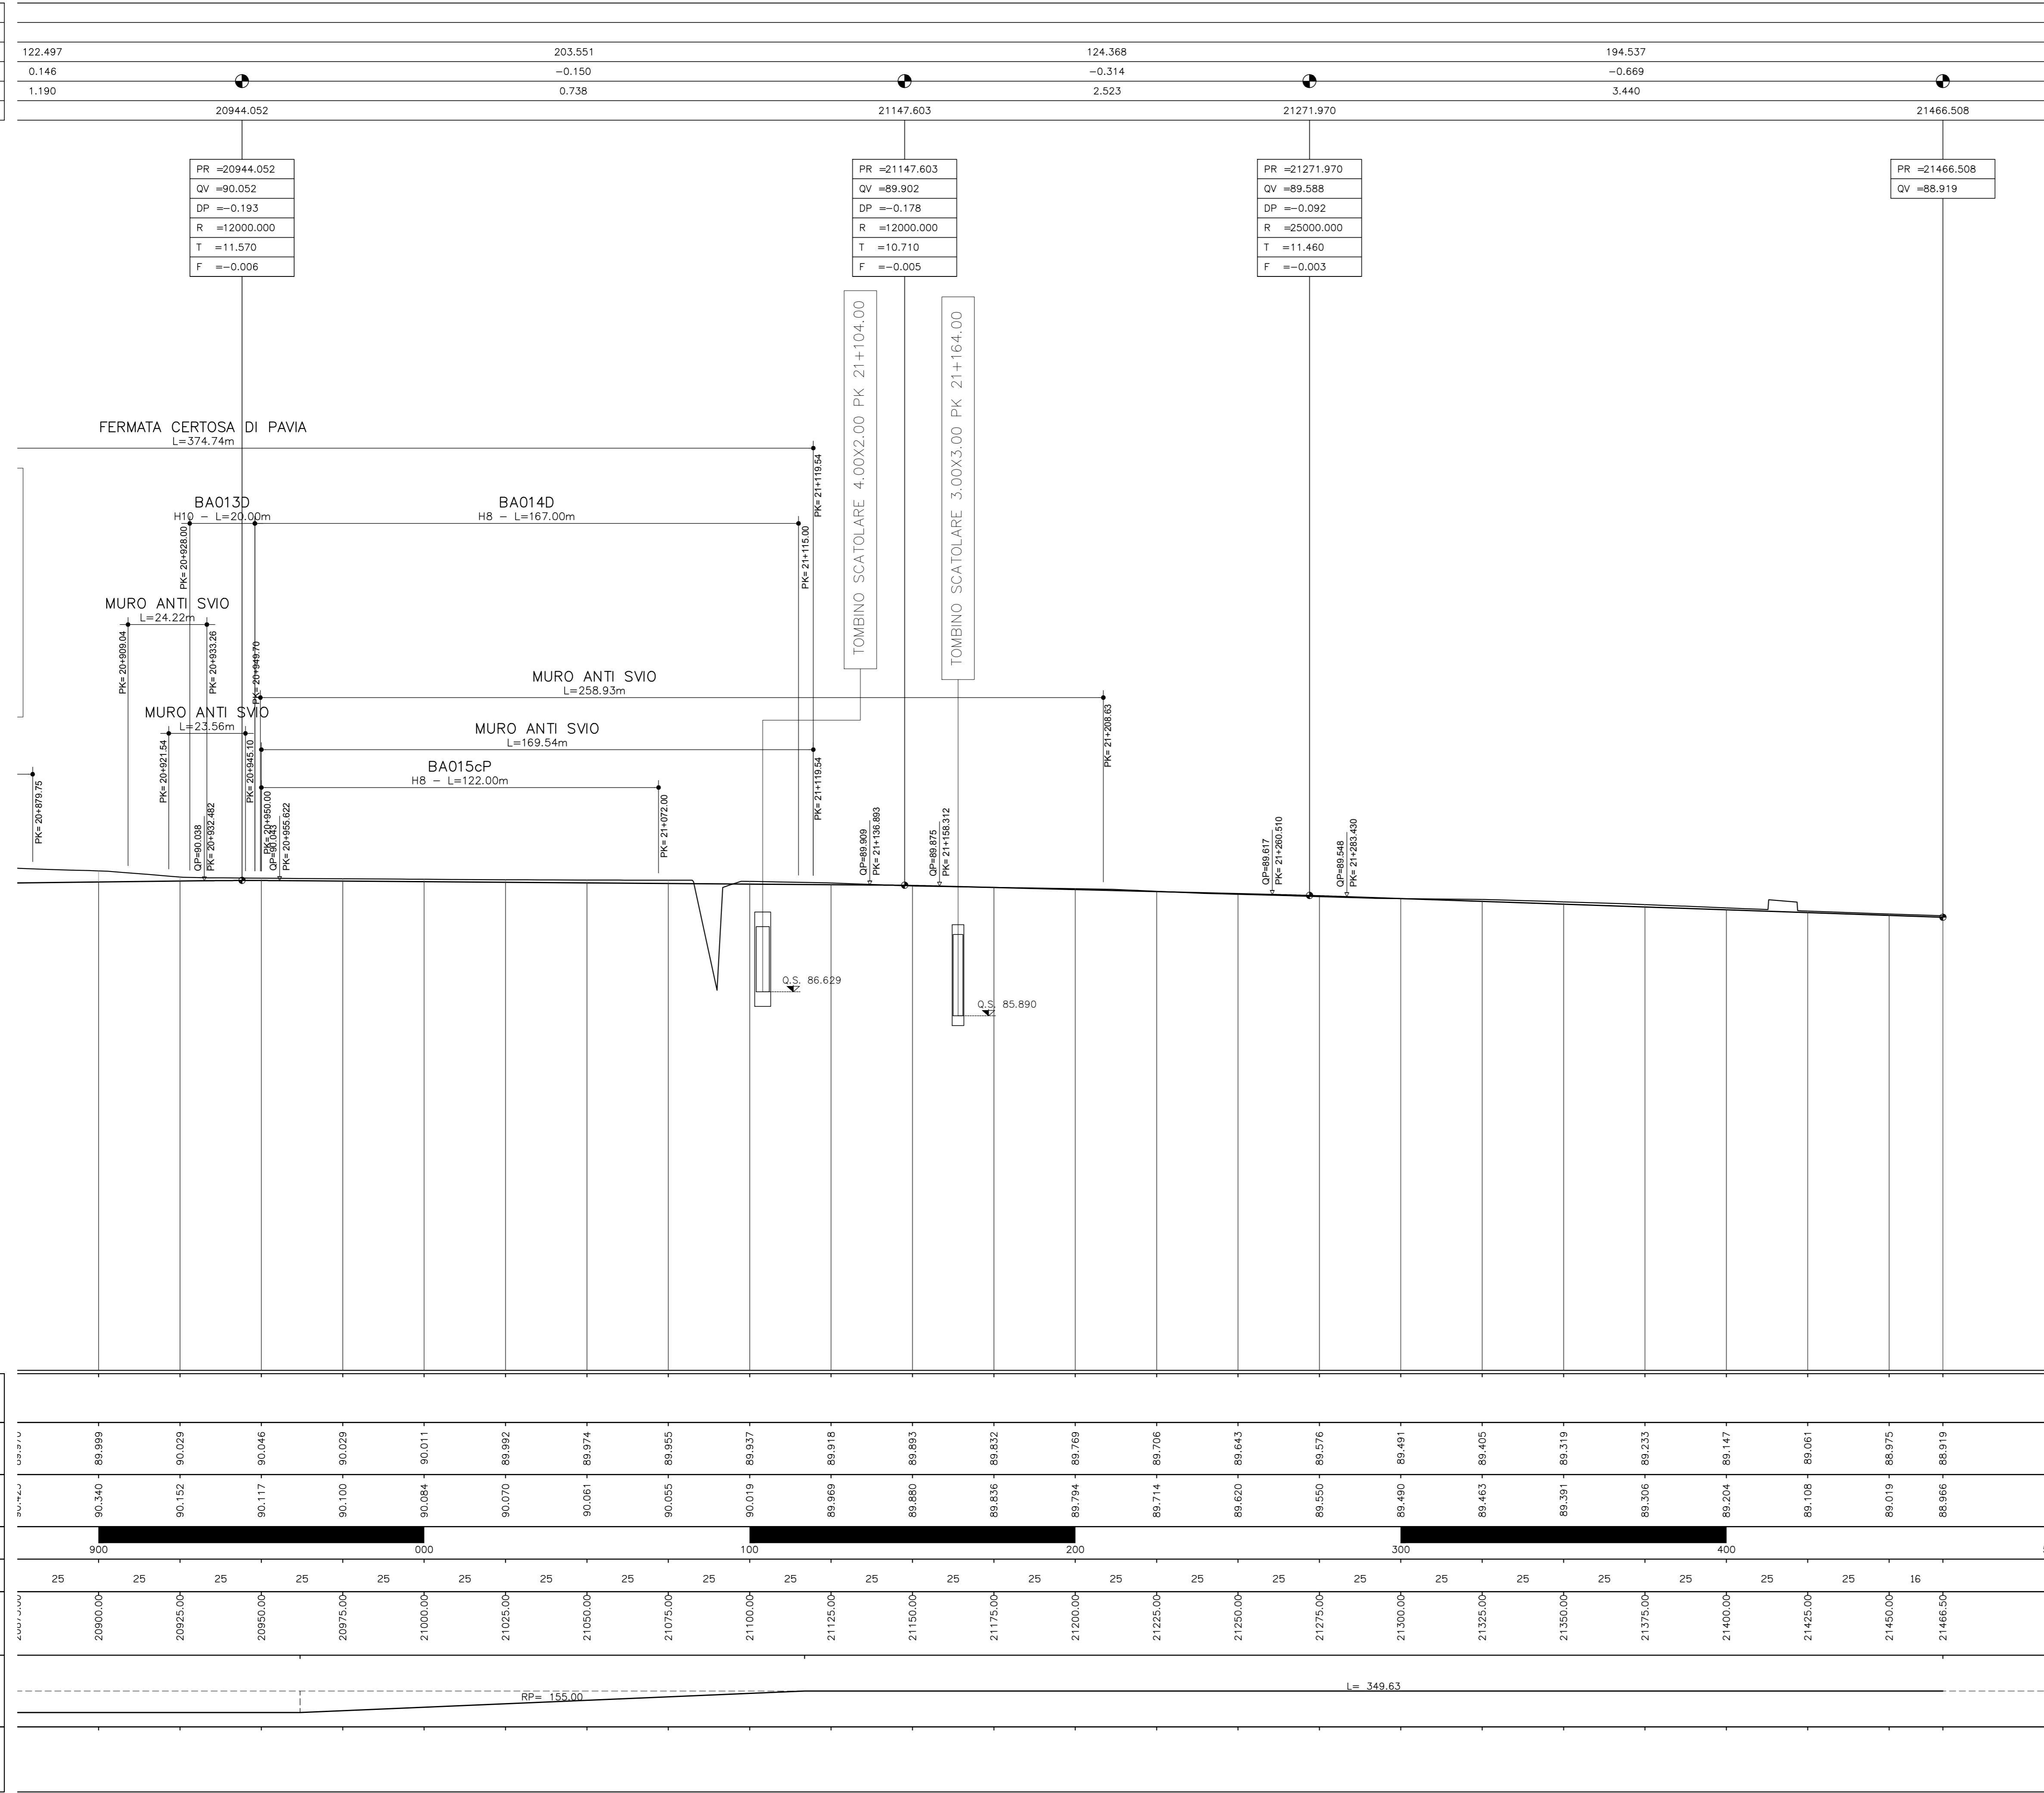 122.497 203.551 124.368 194.537
0.146 -0.150 -0.314 -0.669
1.190 0.738 2.523 3.440
20944.052 21147.603 21271.970 21466.508
PR =20944.052
QV =90.052
DP =-0.193
R =12000.000
T =11.570
F =-0.006
PR =21147.603
QV =89.902
DP =-0.178
R =12000.000
T =10.710
F =-0.005
PR =21271.970
QV =89.588
DP =-0.092
R =25000.000
T =11.460
F =-0.003
PR =21466.508
QV =88.919
TOMBINO SCATOLARE 4.00X2.00 PK 21+104.00
TOMBINO SCATOLARE 3.00X3.00 PK 21+164.00
FERMATA CERTOSA DI PAVIA
L=374.74m
PK= 21+119.54
BA013D
H10 - L=20.00m
PK= 20+928.00
BA014D
H8 - L=167.00m
PK= 21+115.00
MURO ANTI SVIO
L=24.22m
PK= 20+909.04
PK= 20+933.26
PK= 20+949.70
MURO ANTI SVIO
L=258.93m
PK= 21+208.63
MURO ANTI SVIO
L=23.56m
PK= 20+921.54
PK= 20+945.10
MURO ANTI SVIO
L=169.54m
PK= 21+119.54
BA015cP
H8 - L=122.00m
PK= 20+950.00
PK= 21+072.00
PK= 20+879.75
QP=90.038
PK= 20+932.482
QP=90.043
PK= 20+955.622
QP=89.909
PK= 21+136.893
QP=89.875
PK= 21+158.312
QP=89.617
PK= 21+260.510
QP=89.548
PK= 21+283.430
Q.S. 86.629
Q.S. 85.890
89.999 90.029 90.046 90.029 90.011 89.992 89.974 89.955 89.937 89.918 89.893 89.832 89.769 89.706 89.643 89.576 89.491 89.405 89.319 89.233 89.147 89.061 88.975 88.919
90.340 90.152 90.117 90.100 90.084 90.070 90.061 90.055 90.019 89.969 89.880 89.836 89.794 89.714 89.620 89.550 89.490 89.463 89.391 89.306 89.204 89.108 89.019 88.966
900 000 100 200 300 400
25 25 25 25 25 25 25 25 25 25 25 25 25 25 25 25 25 25 25 25 25 25 25 16
20900.00 20925.00 20950.00 20975.00 21000.00 21025.00 21050.00 21075.00 21100.00 21125.00 21150.00 21175.00 21200.00 21225.00 21250.00 21275.00 21300.00 21325.00 21350.00 21375.00 21400.00 21425.00 21450.00 21466.50
RP= 155.00
L= 349.63